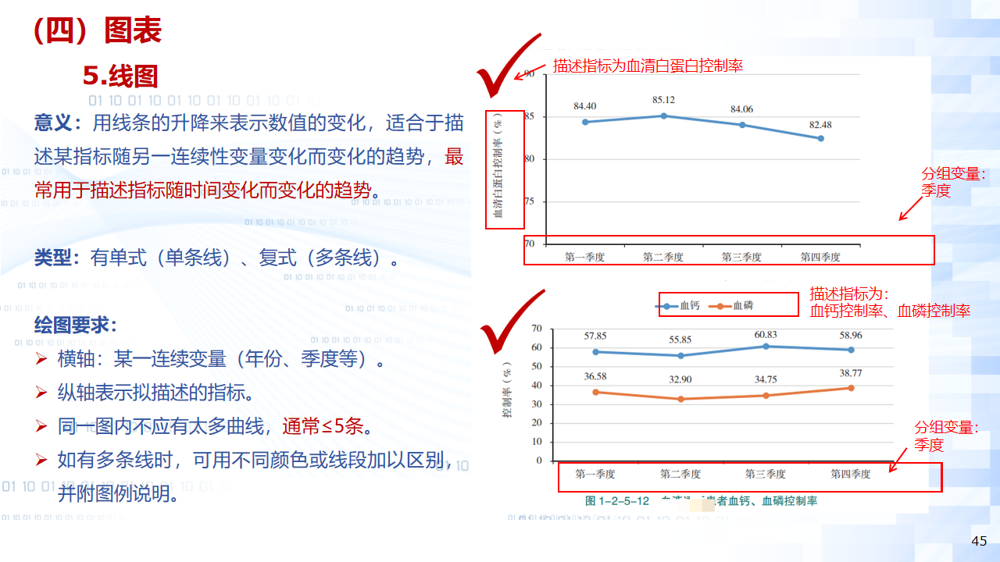 （四）图表
5.线图
意义：用线条的升降来表示数值的变化，适合于描
述某指标随另一连续性变量变化而变化的趋势，最
常用于描述指标随时间变化而变化的趋势。
类型：有单式（单条线）、复式（多条线）。
绘图要求：
横轴：某一连续变量（年份、季度等）。
纵轴表示拟描述的指标。
同一图内不应有太多曲线，通常≤5条。
如有多条线时，可用不同颜色或线段加以区别，
并附图例说明。
描述指标为血清白蛋白控制率
血清白蛋白控制率（%）
90
85
80
75
70
84.40
85.12
84.06
82.48
第一季度 第二季度 第三季度 第四季度
分组变量：
季度
血钙 血磷
描述指标为：
血钙控制率、血磷控制率
控制率（%）
70
60
50
40
30
20
10
0
57.85
55.85
60.83
58.96
36.58
32.90
34.75
38.77
第一季度 第二季度 第三季度 第四季度
分组变量：
季度
图 1-2-5-12 患者血钙、血磷控制率
45